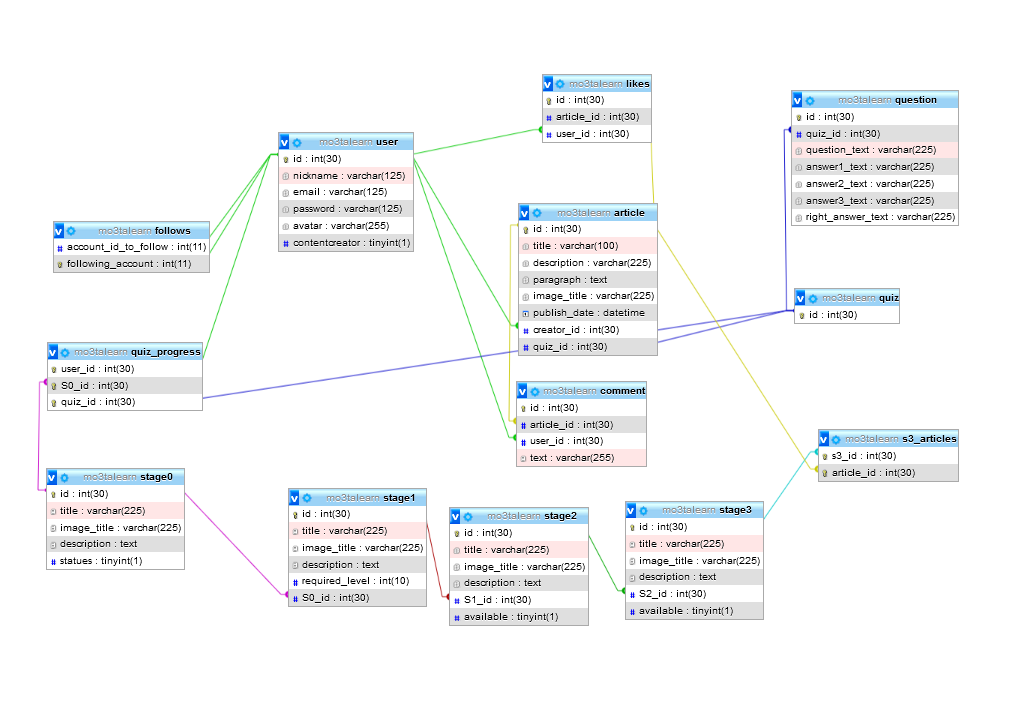 mo3talearn likes
id : int(30)
article_id : int(30)
user_id : int(30)
mo3talearn question
id : int(30)
quiz_id : int(30)
question_text : varchar(225)
answer1_text : varchar(225)
answer2_text : varchar(225)
answer3_text : varchar(225)
right_answer_text : varchar(225)
mo3talearn user
id : int(30)
nickname : varchar(125)
email : varchar(125)
password : varchar(125)
avatar : varchar(255)
contentcreator : tinyint(1)
mo3talearn article
id : int(30)
title : varchar(100)
description : varchar(225)
paragraph : text
image_title : varchar(225)
publish_date : datetime
creator_id : int(30)
quiz_id : int(30)
mo3talearn follows
account_id_to_follow : int(11)
following_account : int(11)
mo3talearn quiz
id : int(30)
mo3talearn quiz_progress
user_id : int(30)
S0_id : int(30)
quiz_id : int(30)
mo3talearn comment
id : int(30)
article_id : int(30)
user_id : int(30)
text : varchar(255)
mo3talearn s3_articles
s3_id : int(30)
article_id : int(30)
mo3talearn stage0
id : int(30)
title : varchar(225)
image_title : varchar(225)
description : text
statues : tinyint(1)
mo3talearn stage1
id : int(30)
title : varchar(225)
image_title : varchar(225)
description : text
required_level : int(10)
S0_id : int(30)
mo3talearn stage2
id : int(30)
title : varchar(225)
image_title : varchar(225)
description : text
S1_id : int(30)
available : tinyint(1)
mo3talearn stage3
id : int(30)
title : varchar(225)
image_title : varchar(225)
description : text
S2_id : int(30)
available : tinyint(1)